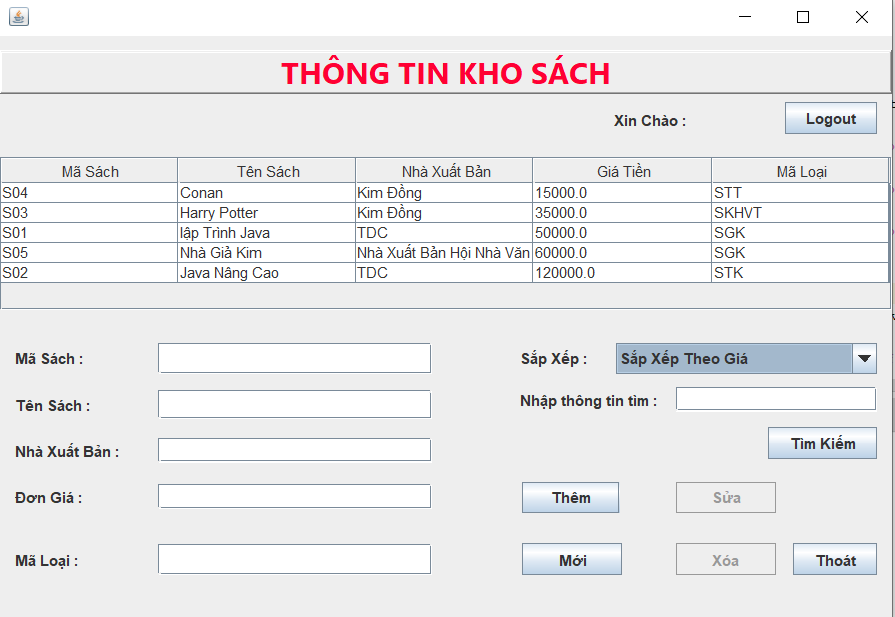 THÔNG TIN KHO SÁCH
Xin Chào :
Logout
Mã Sách Tên Sách Nhà Xuất Bản Giá Tiền Mã Loại
S04 Conan Kim Đồng 15000.0 STT
S03 Harry Potter Kim Đồng 35000.0 SKHVT
S01 lập Trình Java TDC 50000.0 SGK
S05 Nhà Giả Kim Nhà Xuất Bản Hội Nhà Văn 60000.0 SGK
S02 Java Nâng Cao TDC 120000.0 STK
Mã Sách :
Tên Sách :
Nhà Xuất Bản :
Đơn Giá :
Mã Loại :
Sắp Xếp :
Sắp Xếp Theo Giá
Nhập thông tin tìm :
Tìm Kiếm
Thêm
Sửa
Mới
Xóa
Thoát